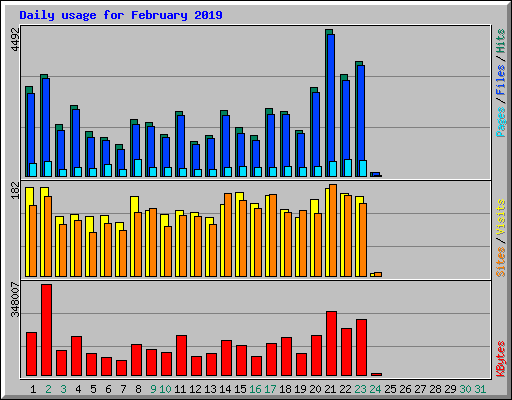 Daily usage for February 2019
4492
Pages / Files / Hits
182
Sites / Visits
348007
KBytes
1 2 3 4 5 6 7 8 9 10 11 12 13 14 15 16 17 18 19 20 21 22 23 24 25 26 27 28 29 30 31